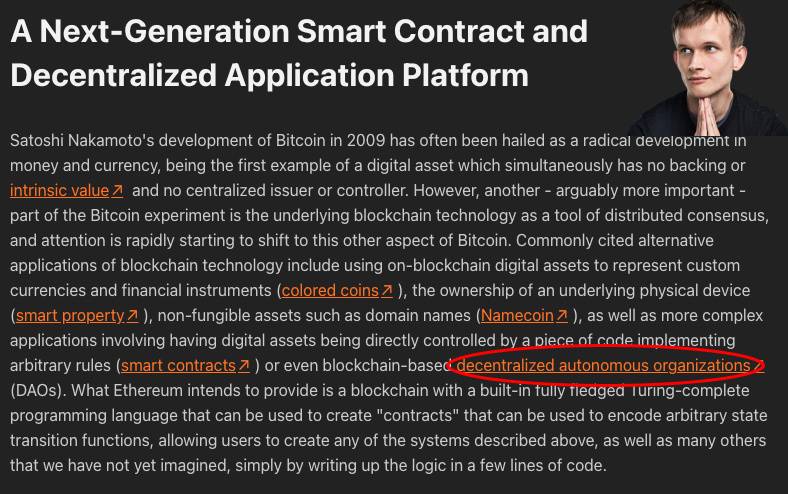 A Next-Generation Smart Contract and
Decentralized Application Platform
Satoshi Nakamoto's development of Bitcoin in 2009 has often been hailed as a radical development in
money and currency, being the first example of a digital asset which simultaneously has no backing or
intrinsic value↗ and no centralized issuer or controller. However, another - arguably more important -
part of the Bitcoin experiment is the underlying blockchain technology as a tool of distributed consensus,
and attention is rapidly starting to shift to this other aspect of Bitcoin. Commonly cited alternative
applications of blockchain technology include using on-blockchain digital assets to represent custom
currencies and financial instruments (colored coins↗ ), the ownership of an underlying physical device
(smart property↗ ), non-fungible assets such as domain names (Namecoin↗ ), as well as more complex
applications involving having digital assets being directly controlled by a piece of code implementing
arbitrary rules (smart contracts↗ ) or even blockchain-based decentralized autonomous organizations↗
(DAOs). What Ethereum intends to provide is a blockchain with a built-in fully fledged Turing-complete
programming language that can be used to create "contracts" that can be used to encode arbitrary state
transition functions, allowing users to create any of the systems described above, as well as many others
that we have not yet imagined, simply by writing up the logic in a few lines of code.